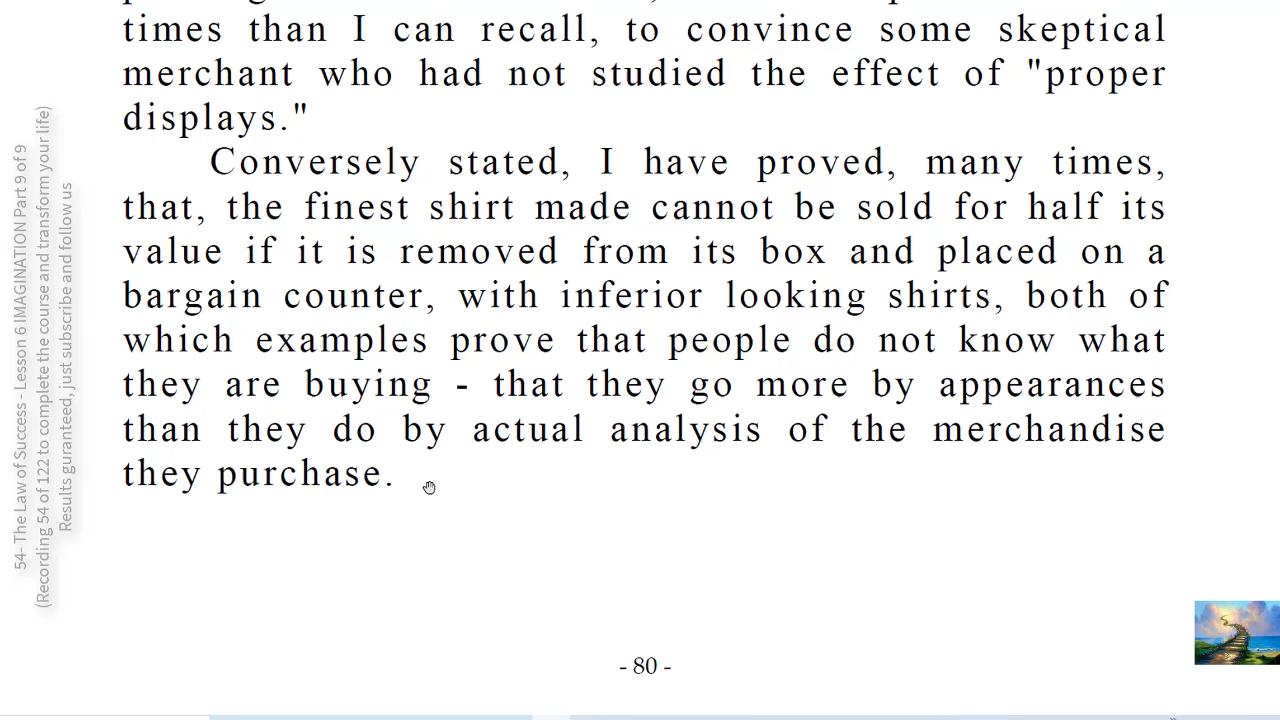 times than I can recall, to convince some skeptical
merchant who had not studied the effect of "proper
displays."
Conversely stated, I have proved, many times,
that, the finest shirt made cannot be sold for half its
value if it is removed from its box and placed on a
bargain counter, with inferior looking shirts, both of
which examples prove that people do not know what
they are buying - that they go more by appearances
than they do by actual analysis of the merchandise
they purchase.
- 80 -
54- The Law of Success - Lesson 6 IMAGINATION Part 9 of 9
(Recording 54 of 122 to complete the course and transform your life)
Results guranteed, just subscribe and follow us